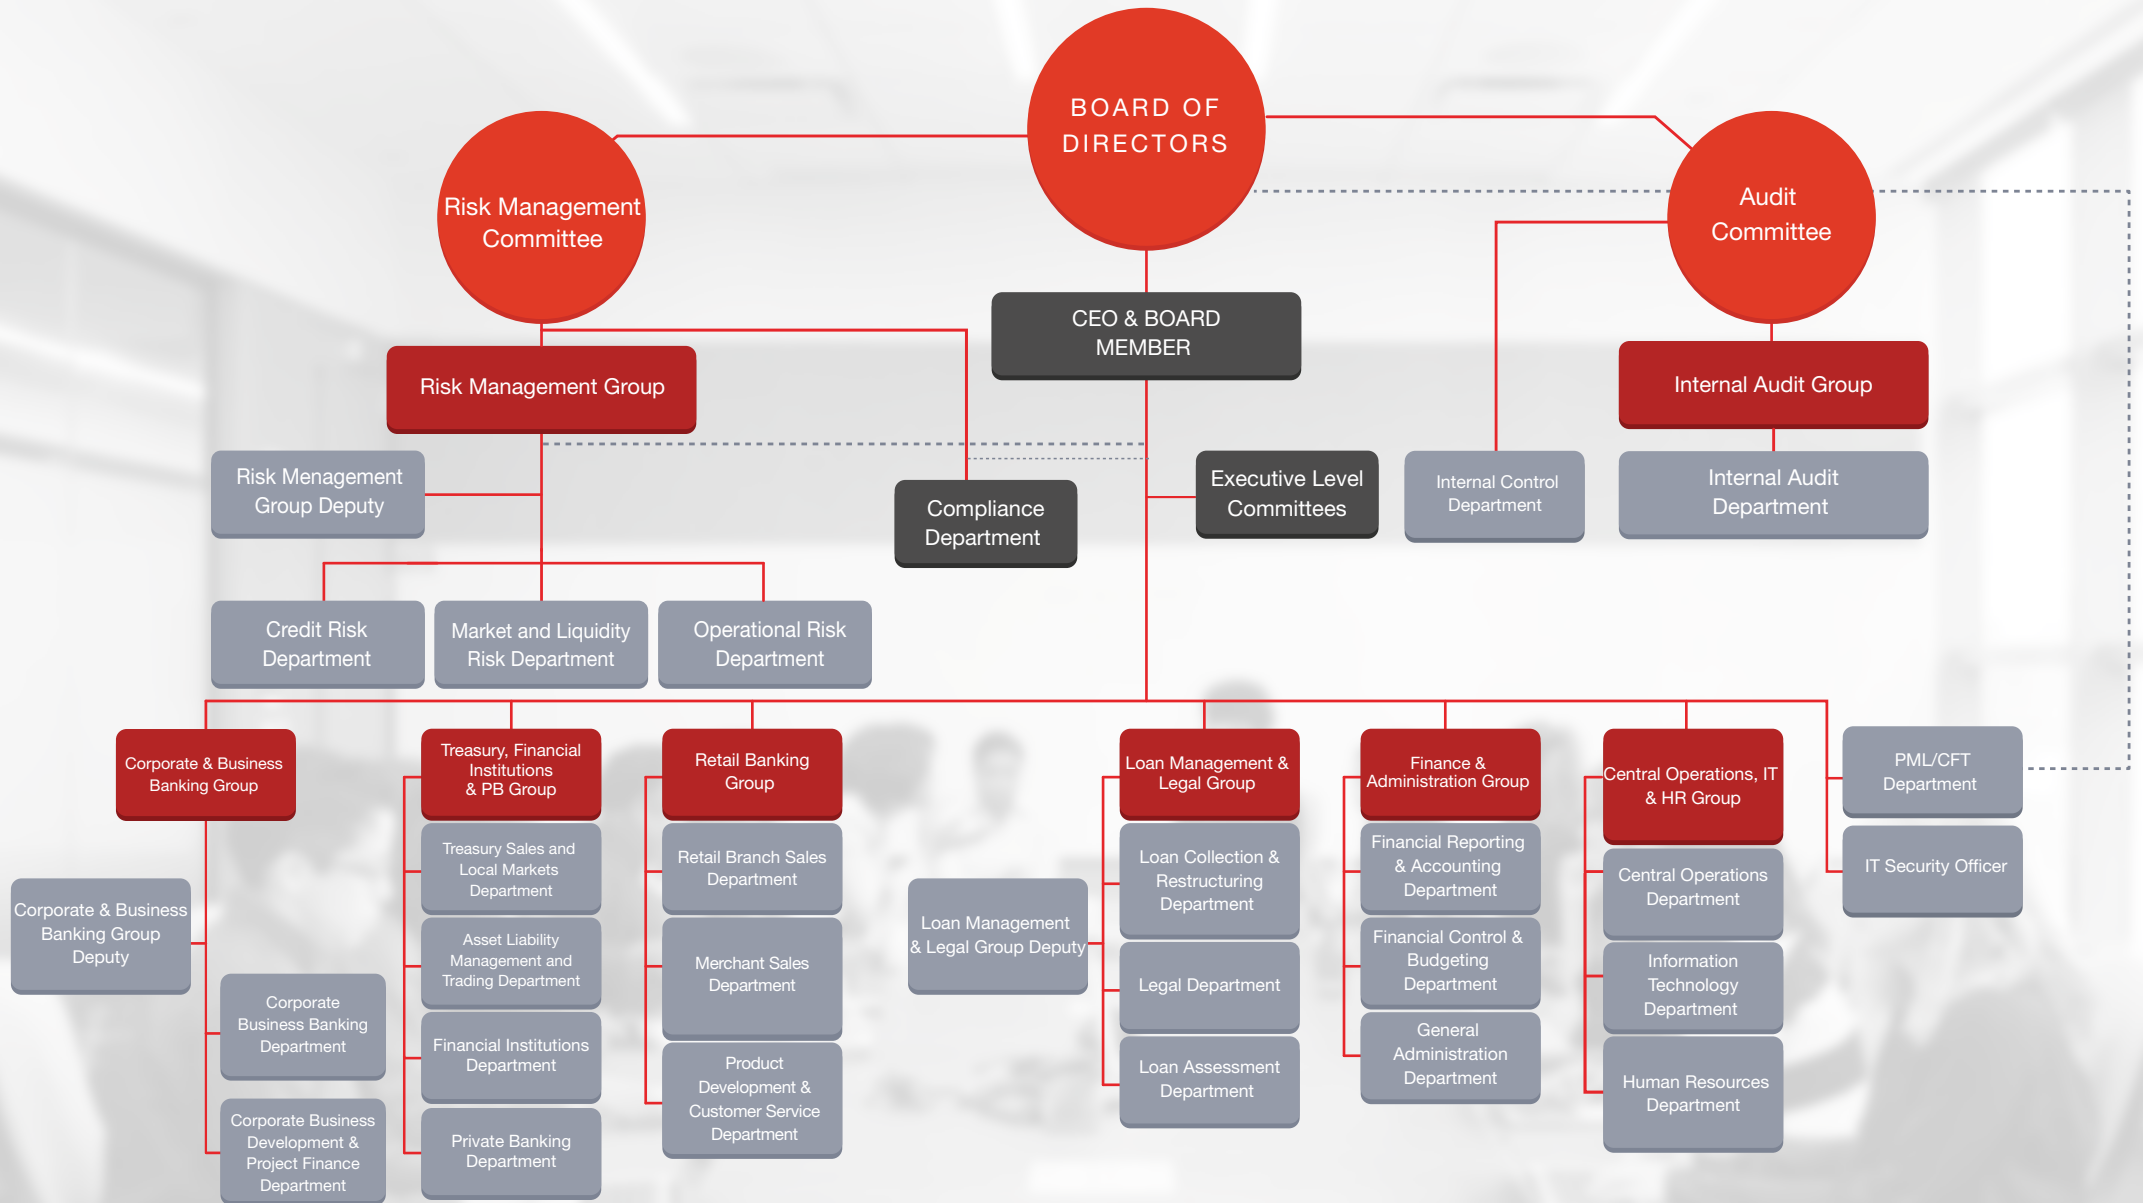 BOARD OF
DIRECTORS
Risk Management
Committee
Audit
Committee
CEO & BOARD
MEMBER
Risk Management Group
Internal Audit Group
Risk Menagement
Group Deputy
Compliance
Department
Executive Level
Committees
Internal Control
Department
Internal Audit
Department
Credit Risk
Department
Market and Liquidity
Risk Department
Operational Risk
Department
Corporate & Business
Banking Group
Treasury, Financial
Institutions
& PB Group
Retail Banking
Group
Loan Management &
Legal Group
Finance &
Administration Group
Central Operations, IT
& HR Group
PML/CFT
Department
IT Security Officer
Corporate & Business
Banking Group
Deputy
Corporate
Business Banking
Department
Corporate Business
Development &
Project Finance
Department
Treasury Sales and
Local Markets
Department
Asset Liability
Management and
Trading Department
Financial Institutions
Department
Private Banking
Department
Retail Branch Sales
Department
Merchant Sales
Department
Product
Development &
Customer Service
Department
Loan Management
& Legal Group Deputy
Loan Collection &
Restructuring
Department
Legal Department
Loan Assessment
Department
Financial Reporting
& Accounting
Department
Financial Control &
Budgeting
Department
General
Administration
Department
Central Operations
Department
Information
Technology
Department
Human Resources
Department